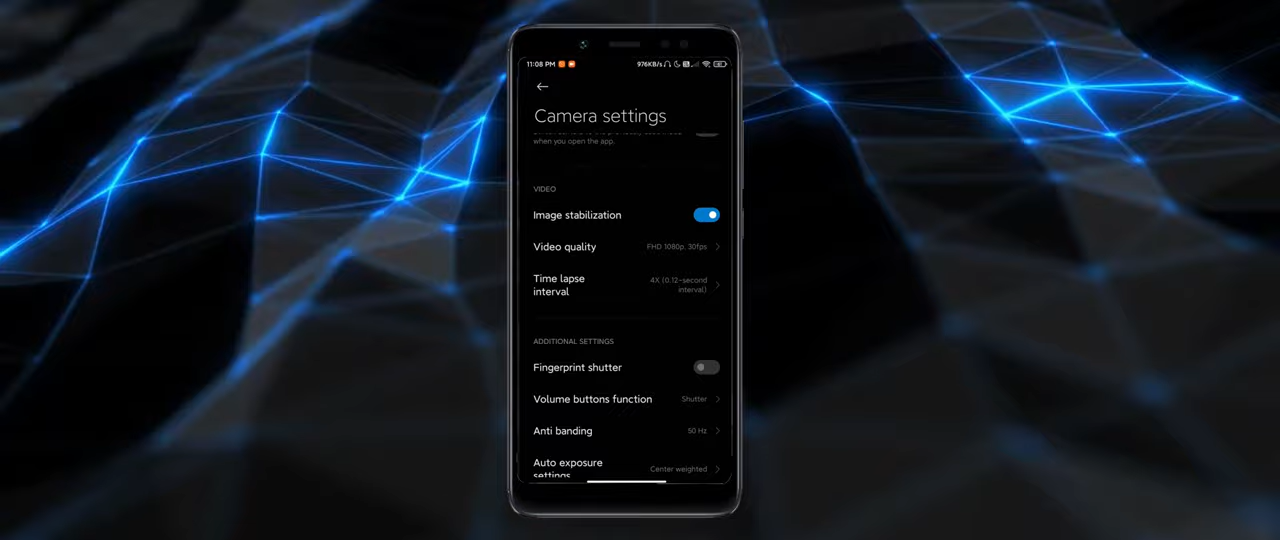 11:08 PM
976KB/s
Camera settings
when you open the app.
VIDEO
Image stabilization
Video quality
FHD 1080p, 30fps
Time lapse
interval
4X (0.12-second
interval)
ADDITIONAL SETTINGS
Fingerprint shutter
Volume buttons function
Shutter
Anti banding
50 Hz
Auto exposure
settings
Center weighted